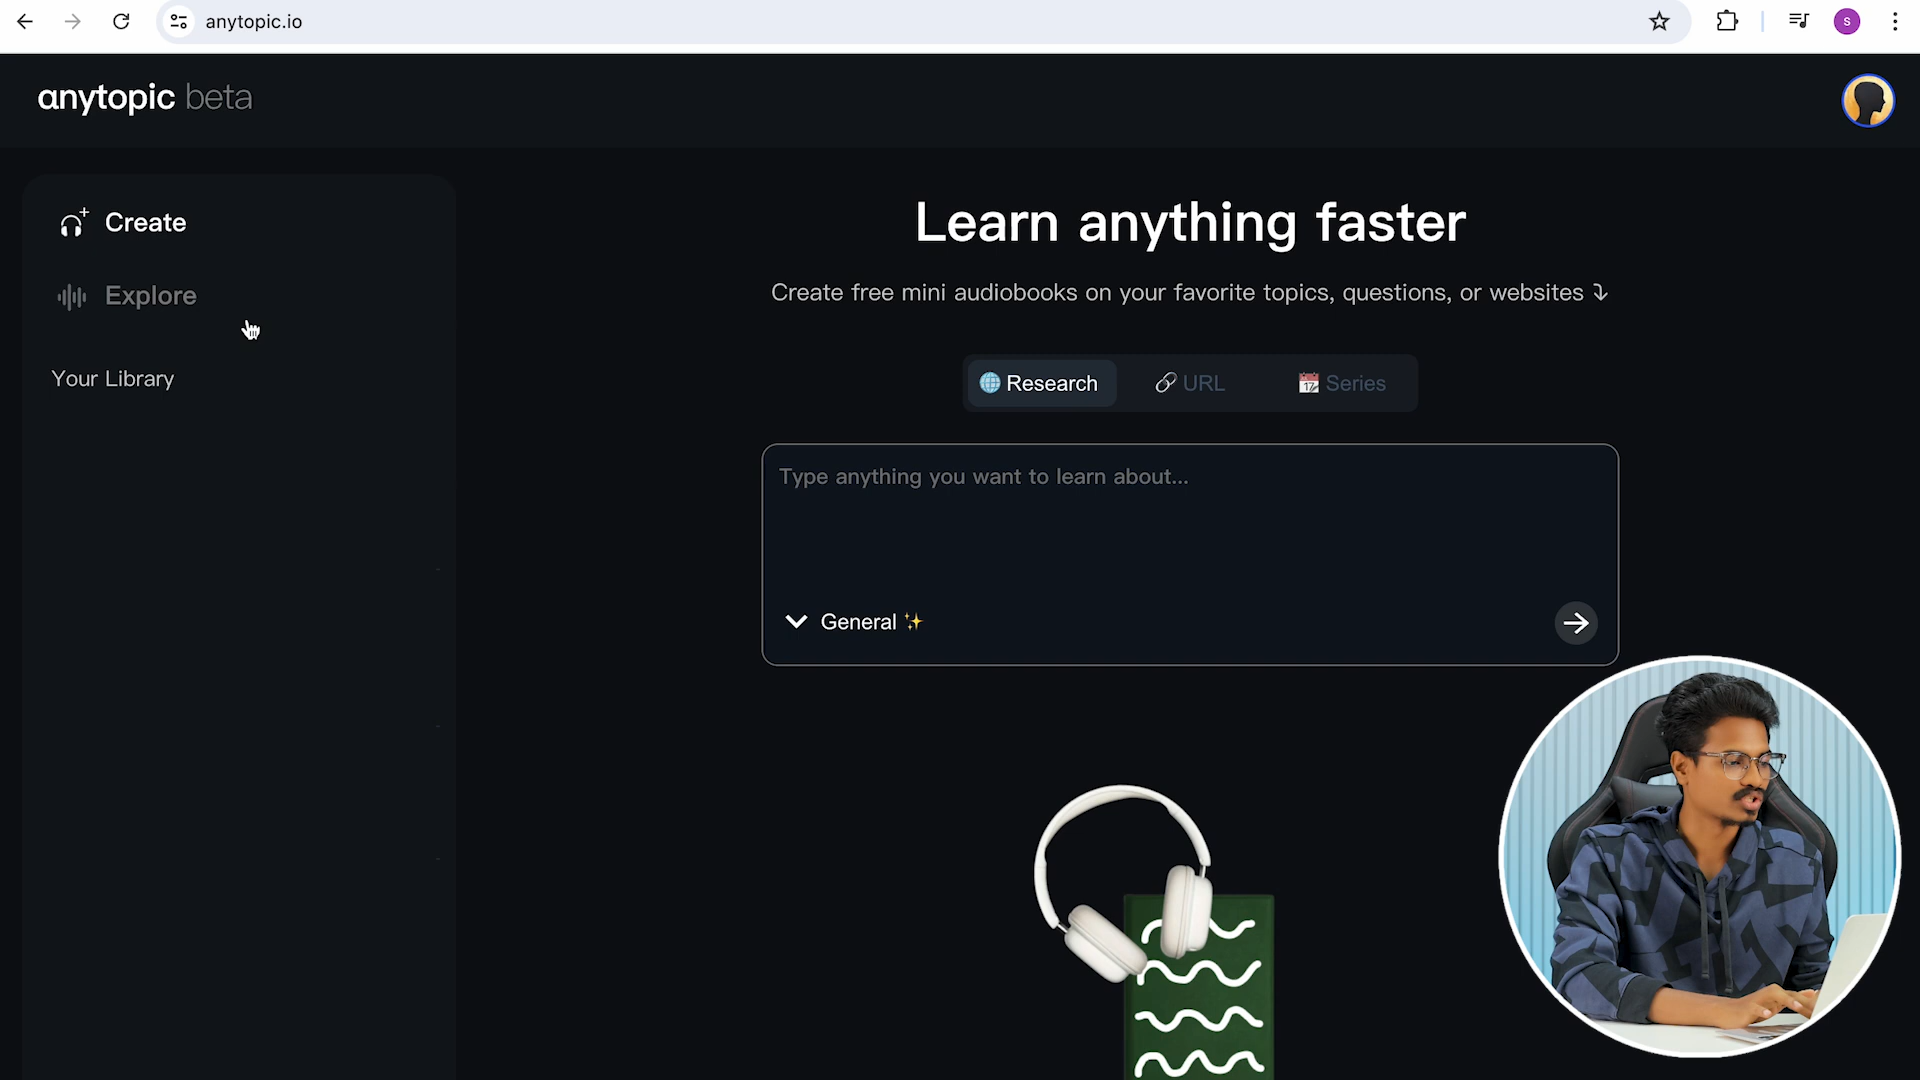 anytopic.io
S
anytopic beta
Create
Explore
Your Library
Learn anything faster
Create free mini audiobooks on your favorite topics, questions, or websites ⤵
Research
URL
17
Series
Type anything you want to learn about...
General ✨